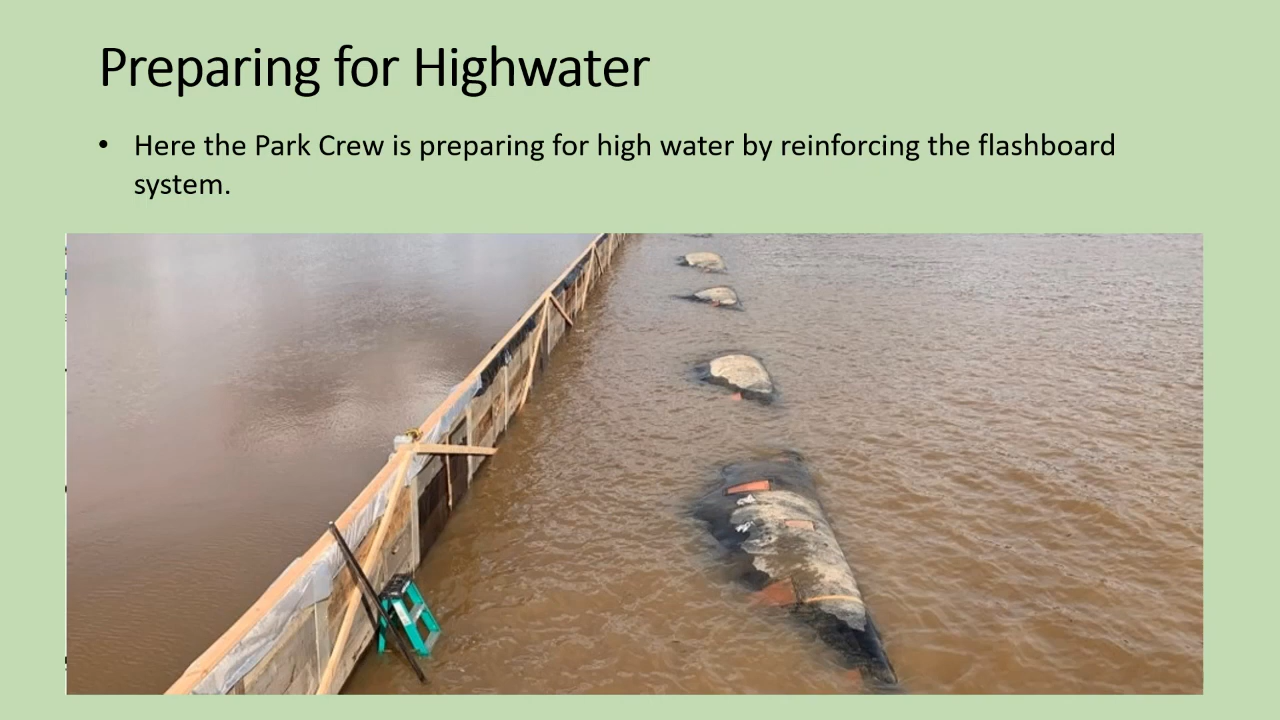 Preparing for Highwater
• Here the Park Crew is preparing for high water by reinforcing the flashboard
system.